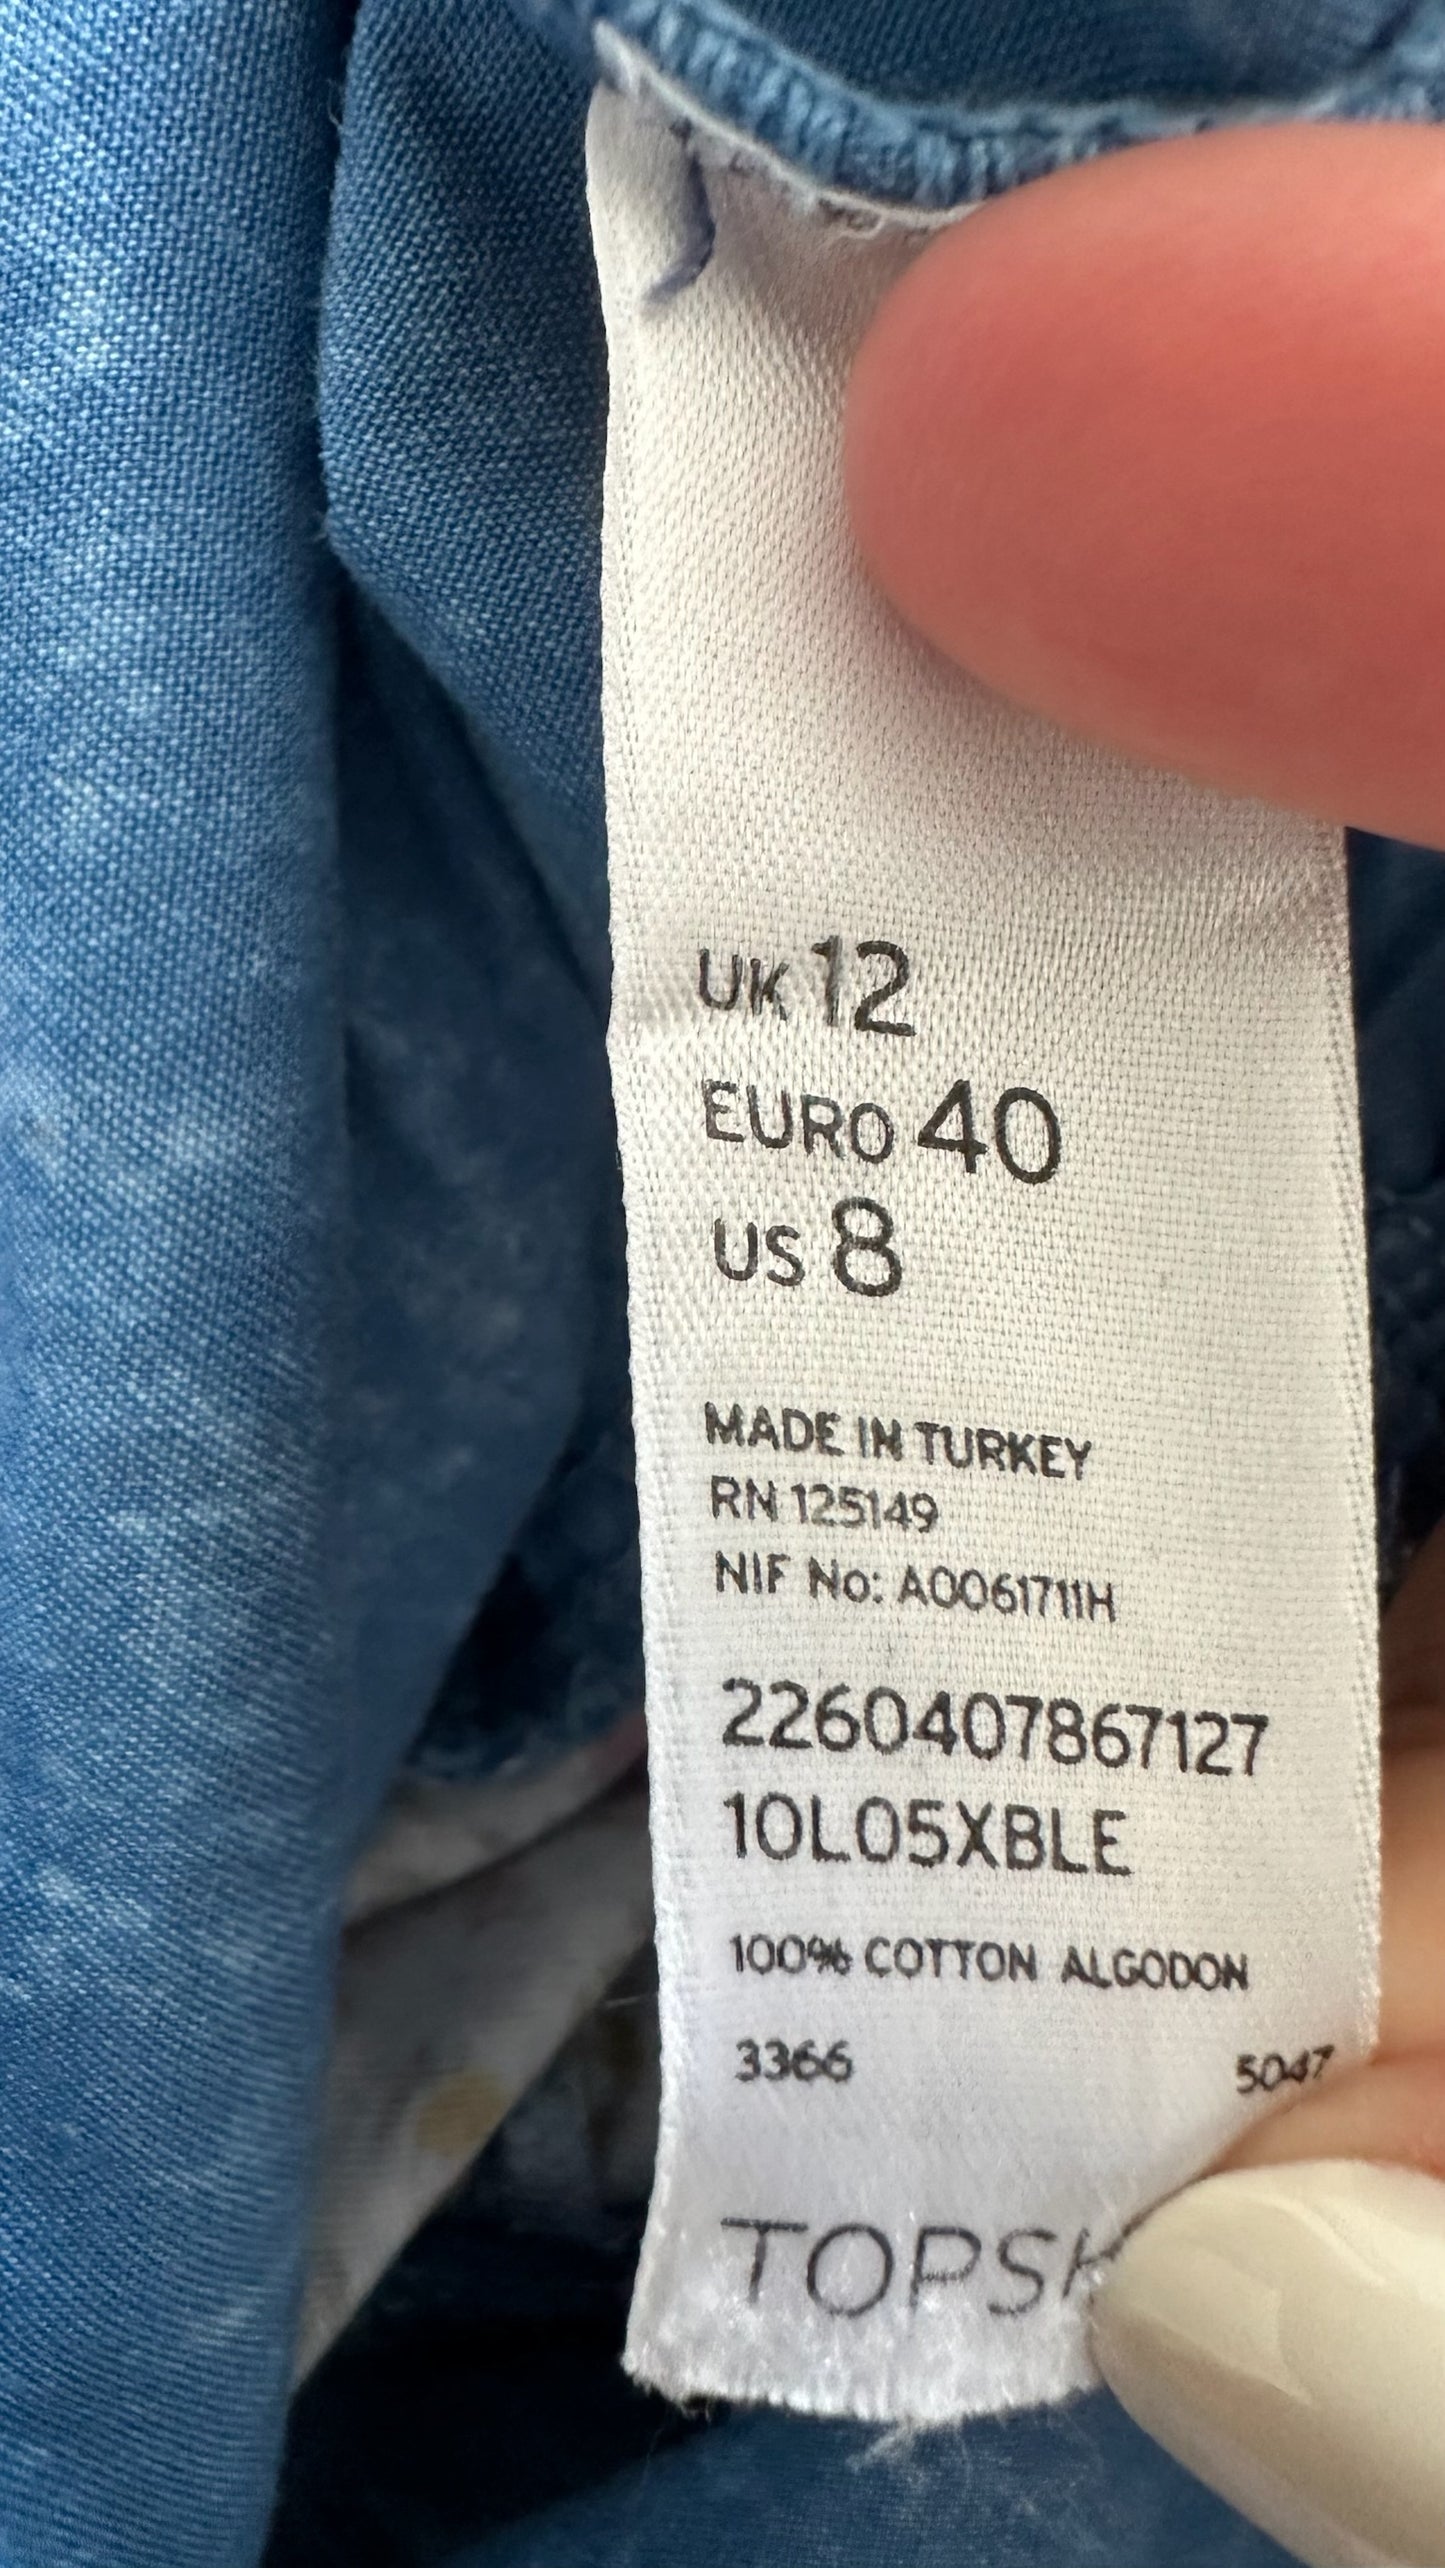 UK 12
EURO 40
US 8
MADE IN TURKEY
RN 125149
NIF No: A0061711H
2260407867127
10L05XBLE
100% COTTON ALGODON
3366 5047
TOPSH